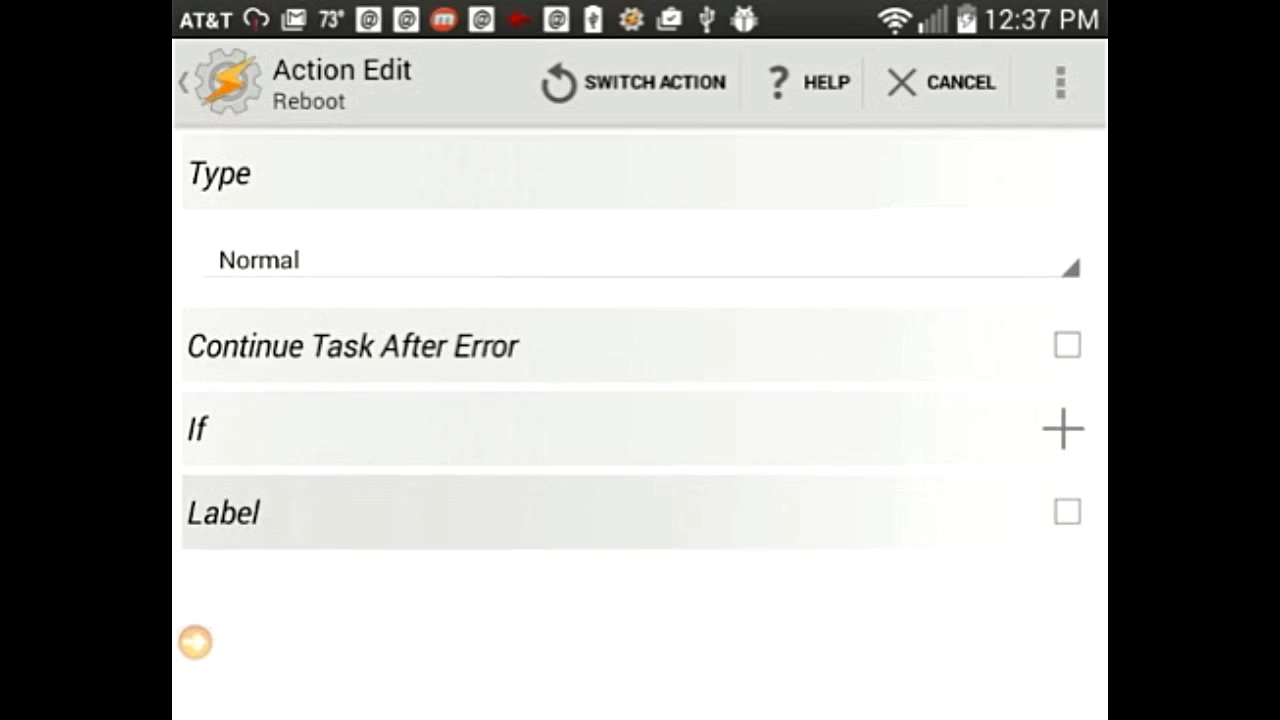 AT&T 73° @ @ m @ @ 12:37 PM
Action Edit
Reboot
SWITCH ACTION
? HELP
CANCEL
Type
Normal
Continue Task After Error
If
Label